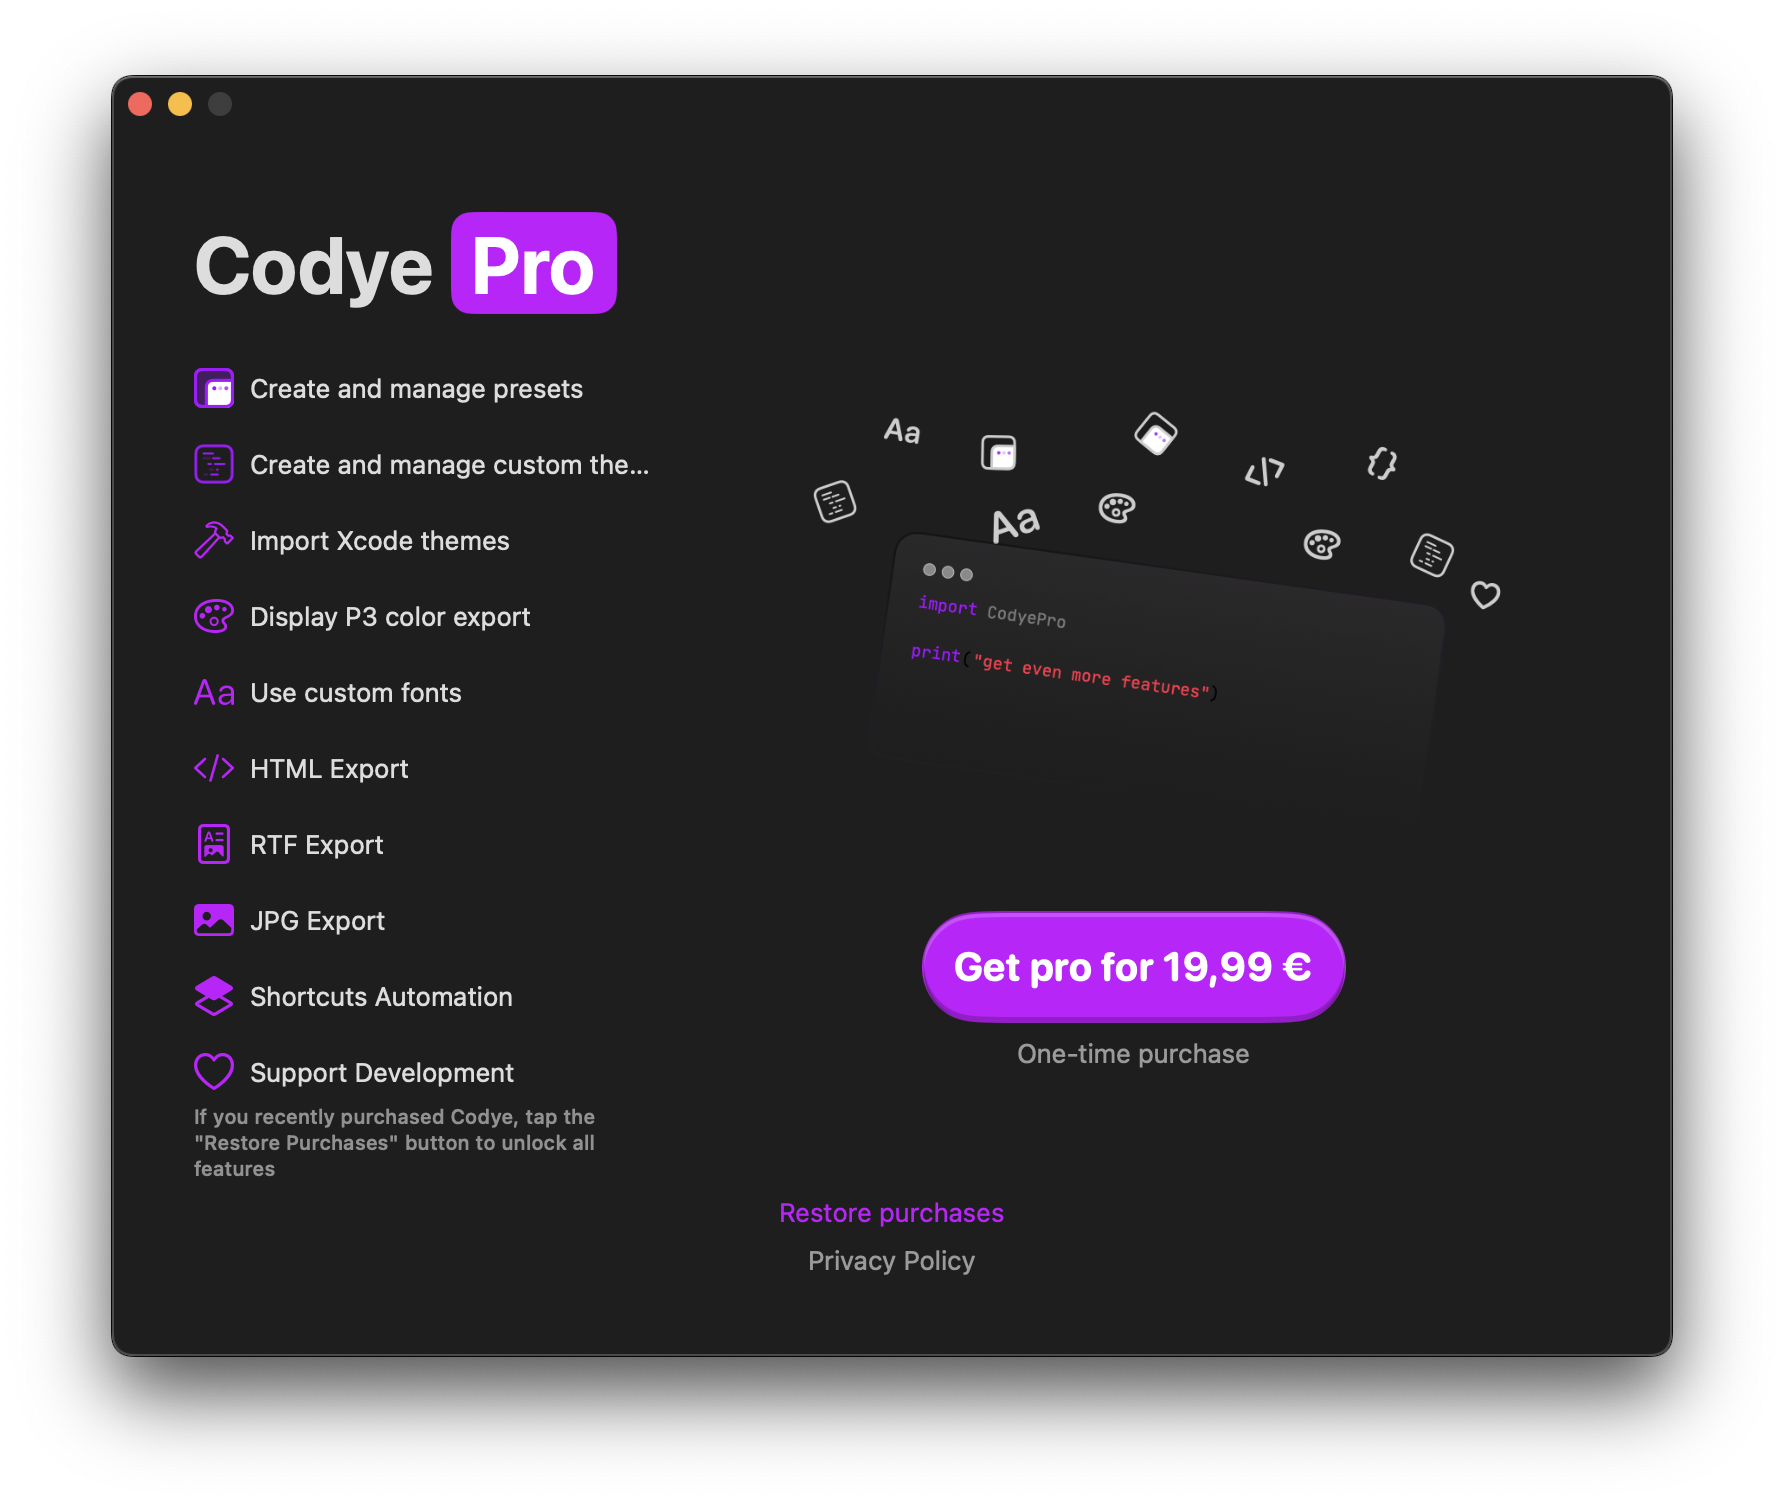 Codye Pro
Create and manage presets
Create and manage custom the...
Import Xcode themes
Display P3 color export
Aa Use custom fonts
</> HTML Export
RTF Export
JPG Export
Shortcuts Automation
Support Development
If you recently purchased Codye, tap the
"Restore Purchases" button to unlock all
features
Aa
</>
{}
Aa
import CodyePro
print("get even more features")
Get pro for 19,99 €
One-time purchase
Restore purchases
Privacy Policy